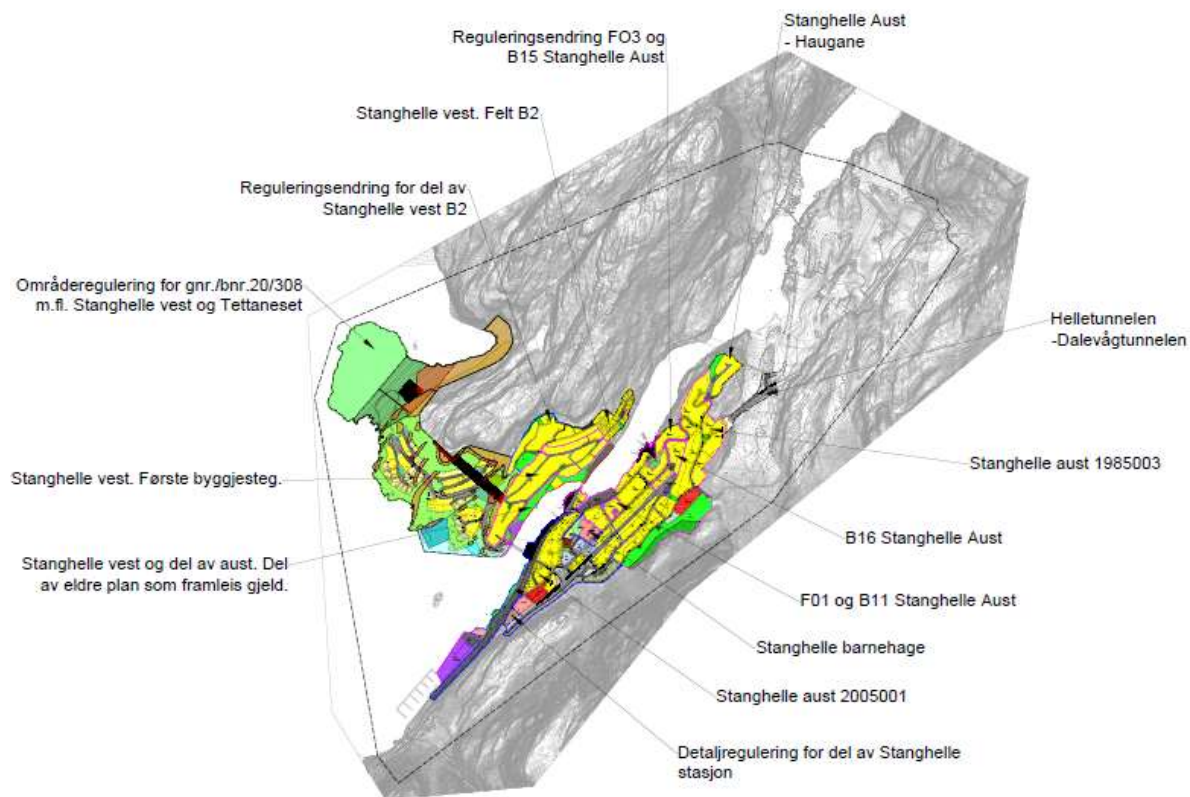 Stanghelle Aust
- Haugane
Reguleringsendring FO3 og
B15 Stanghelle Aust
Stanghelle vest. Felt B2
Reguleringsendring for del av
Stanghelle vest B2
Områderegulering for gnr./bnr.20/308
m.fl. Stanghelle vest og Tettaneset
Helletunnelen
-Dalevågtunnelen
Stanghelle aust 1985003
Stanghelle vest. Første byggjesteg.
B16 Stanghelle Aust
Stanghelle vest og del av aust. Del
av eldre plan som framleis gjeld.
F01 og B11 Stanghelle Aust
Stanghelle barnehage
Stanghelle aust 2005001
Detaljregulering for del av Stanghelle
stasjon